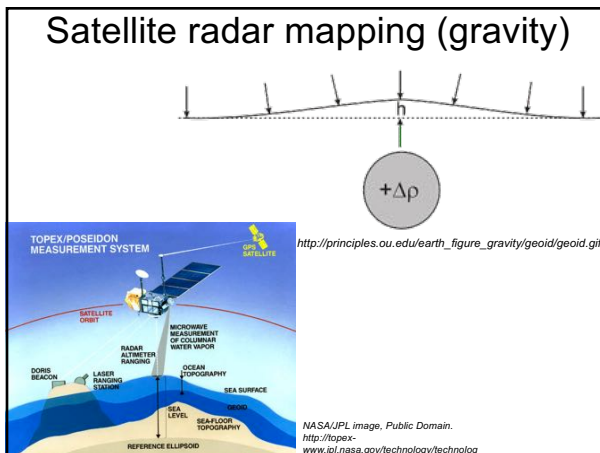 Satellite radar mapping (gravity)
h
+Δρ
http://principles.ou.edu/earth_figure_gravity/geoid/geoid.gif
TOPEX/POSEIDON
MEASUREMENT SYSTEM
GPS
SATELLITE
SATELLITE
ORBIT
MICROWAVE
MEASUREMENT
OF COLUMNAR
WATER VAPOR
RADAR
ALTIMETER
RANGING
DORIS
BEACON
LASER
RANGING
STATION
OCEAN
TOPOGRAPHY
SEA SURFACE
GEOID
SEA
LEVEL
SEA-FLOOR
TOPOGRAPHY
REFERENCE ELLIPSOID
NASA/JPL image, Public Domain.
http://topex-
www.jpl.nasa.gov/technology/technolog